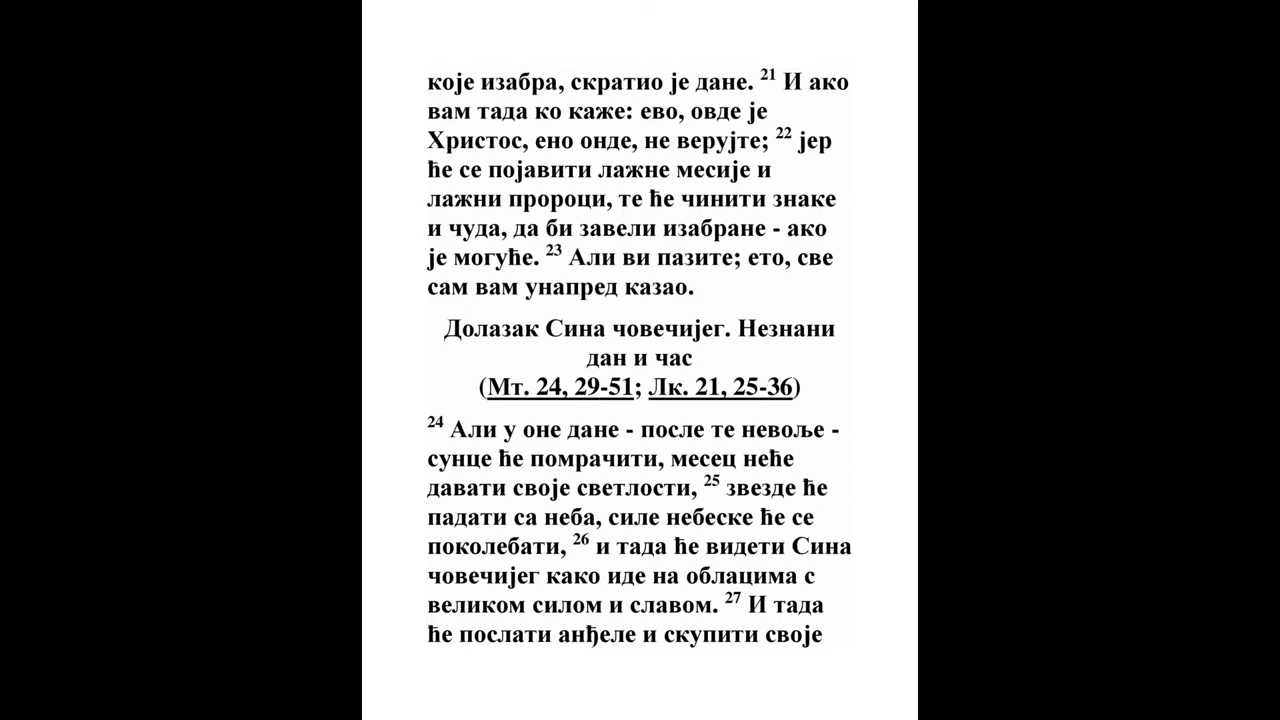 које изабра, скратио је дане. 21 И ако
вам тада ко каже: ево, овде је
Христос, ено онде, не верујте; 22 јер
ће се појавити лажне месије и
лажни пророци, те ће чинити знаке
и чуда, да би завели изабране - ако
је могуће. 23 Али ви пазите; ето, све
сам вам унапред казао.
Долазак Сина човечијег. Незнани
дан и час
(Мт. 24, 29-51; Лк. 21, 25-36)
24 Али у оне дане - после те невоље -
сунце ће помрачити, месец неће
давати своје светлости, 25 звезде ће
падати са неба, силе небеске ће се
поколебати, 26 и тада ће видети Сина
човечијег како иде на облацима с
великом силом и славом. 27 И тада
ће послати анђеле и скупити своје